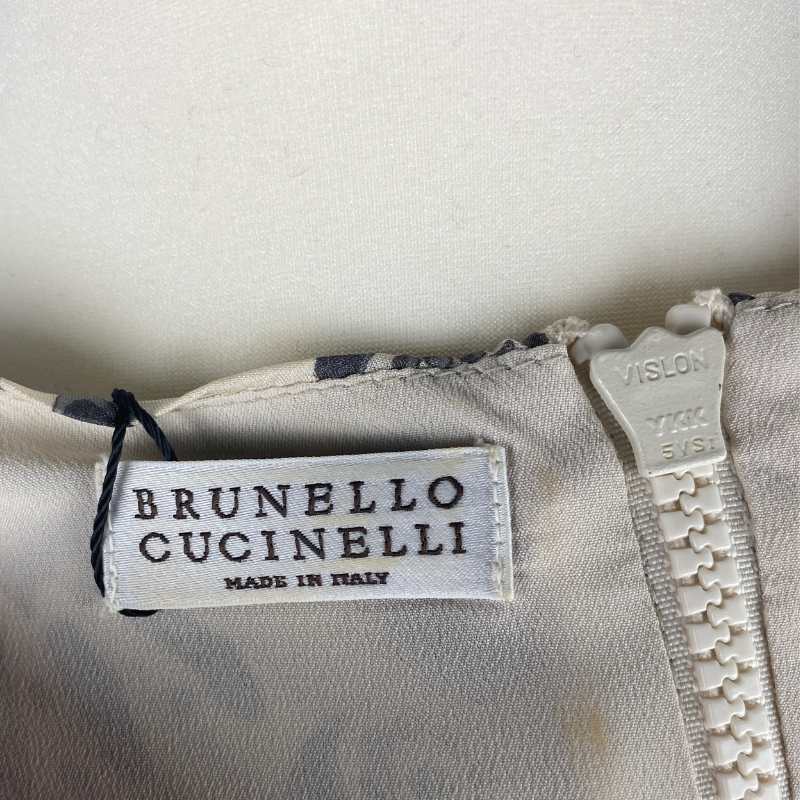 BRUNELLO
CUCINELLI
MADE IN ITALY
VISLON
YKK
5VS